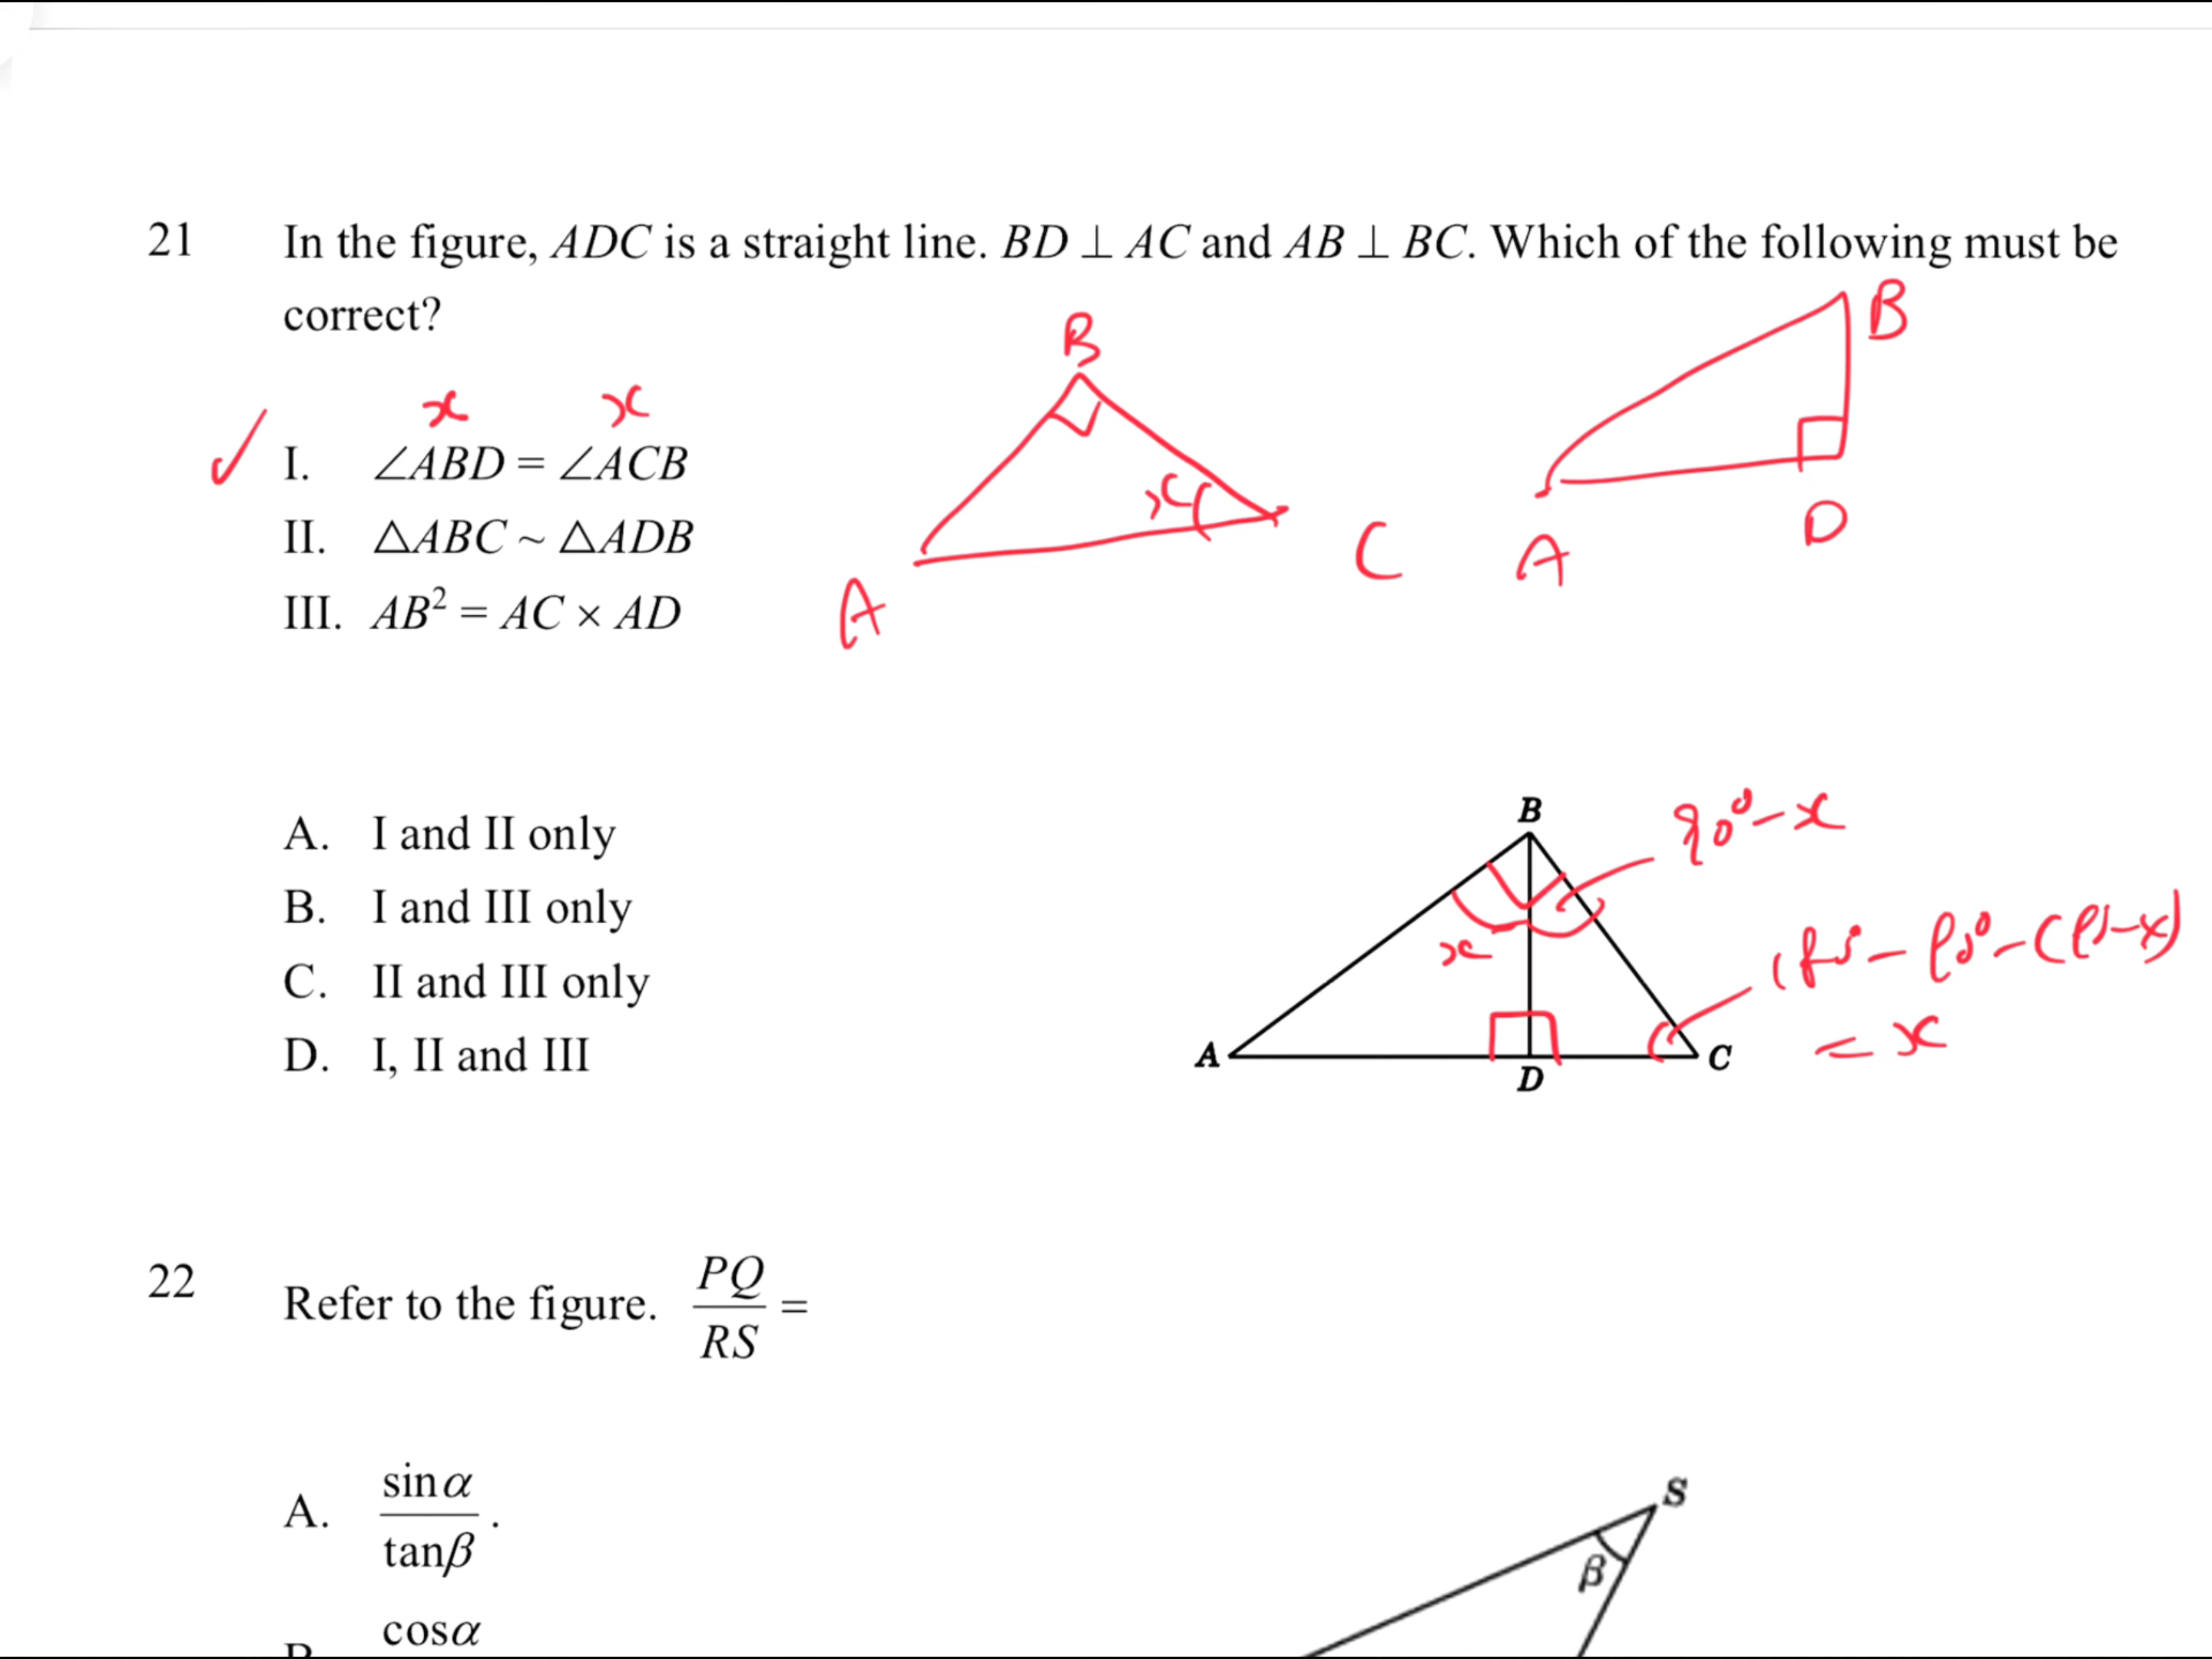 21 In the figure, ADC is a straight line. BD ⊥ AC and AB ⊥ BC. Which of the following must be
correct?
B
B
x x
✓ I. ∠ABD = ∠ACB
x
II. △ABC ~ △ADB
A
C
A
D
III. AB² = AC × AD
A. I and II only
B. I and III only
C. II and III only
D. I, II and III
B
90°-x
x
180°-90°-(90-x)
= x
A
D
C
22 Refer to the figure. PQ/RS =
A. sinα/tanβ .
S
β
cosα